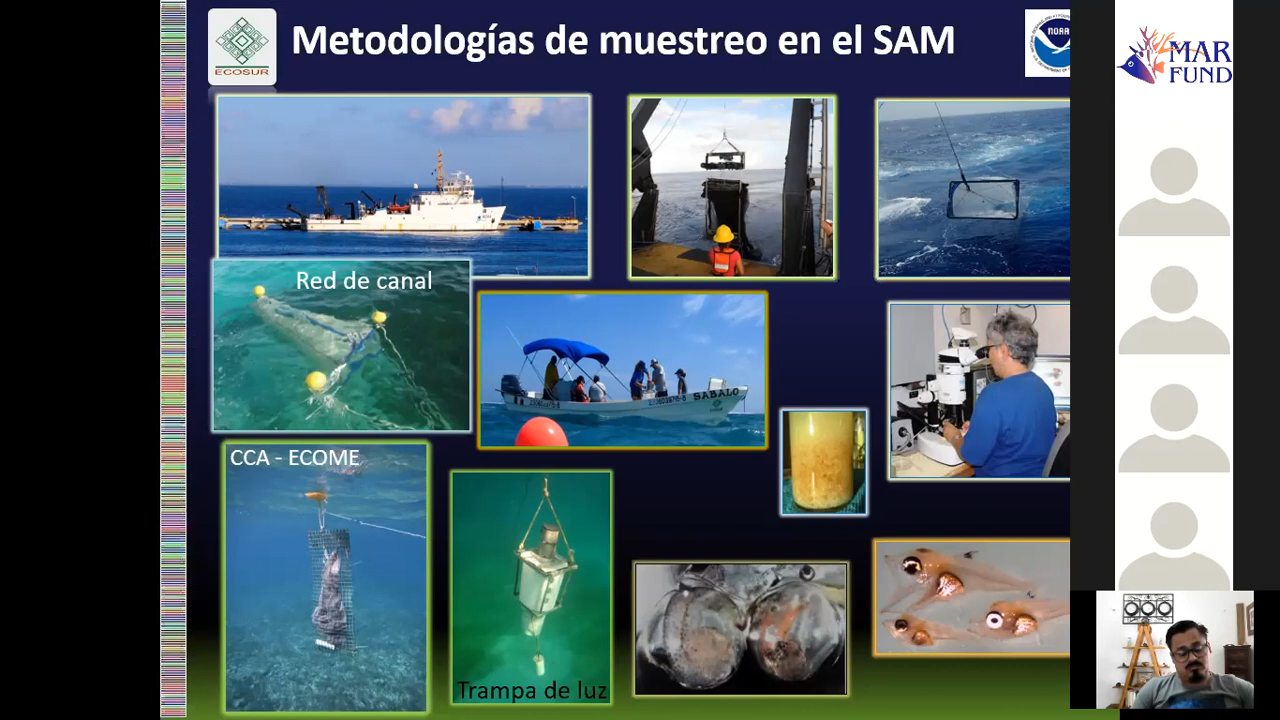 Metodologías de muestreo en el SAM
ECOSUR
NOAA
MAR
FUND
Red de canal
SABALO
CCA - ECOME
Trampa de luz